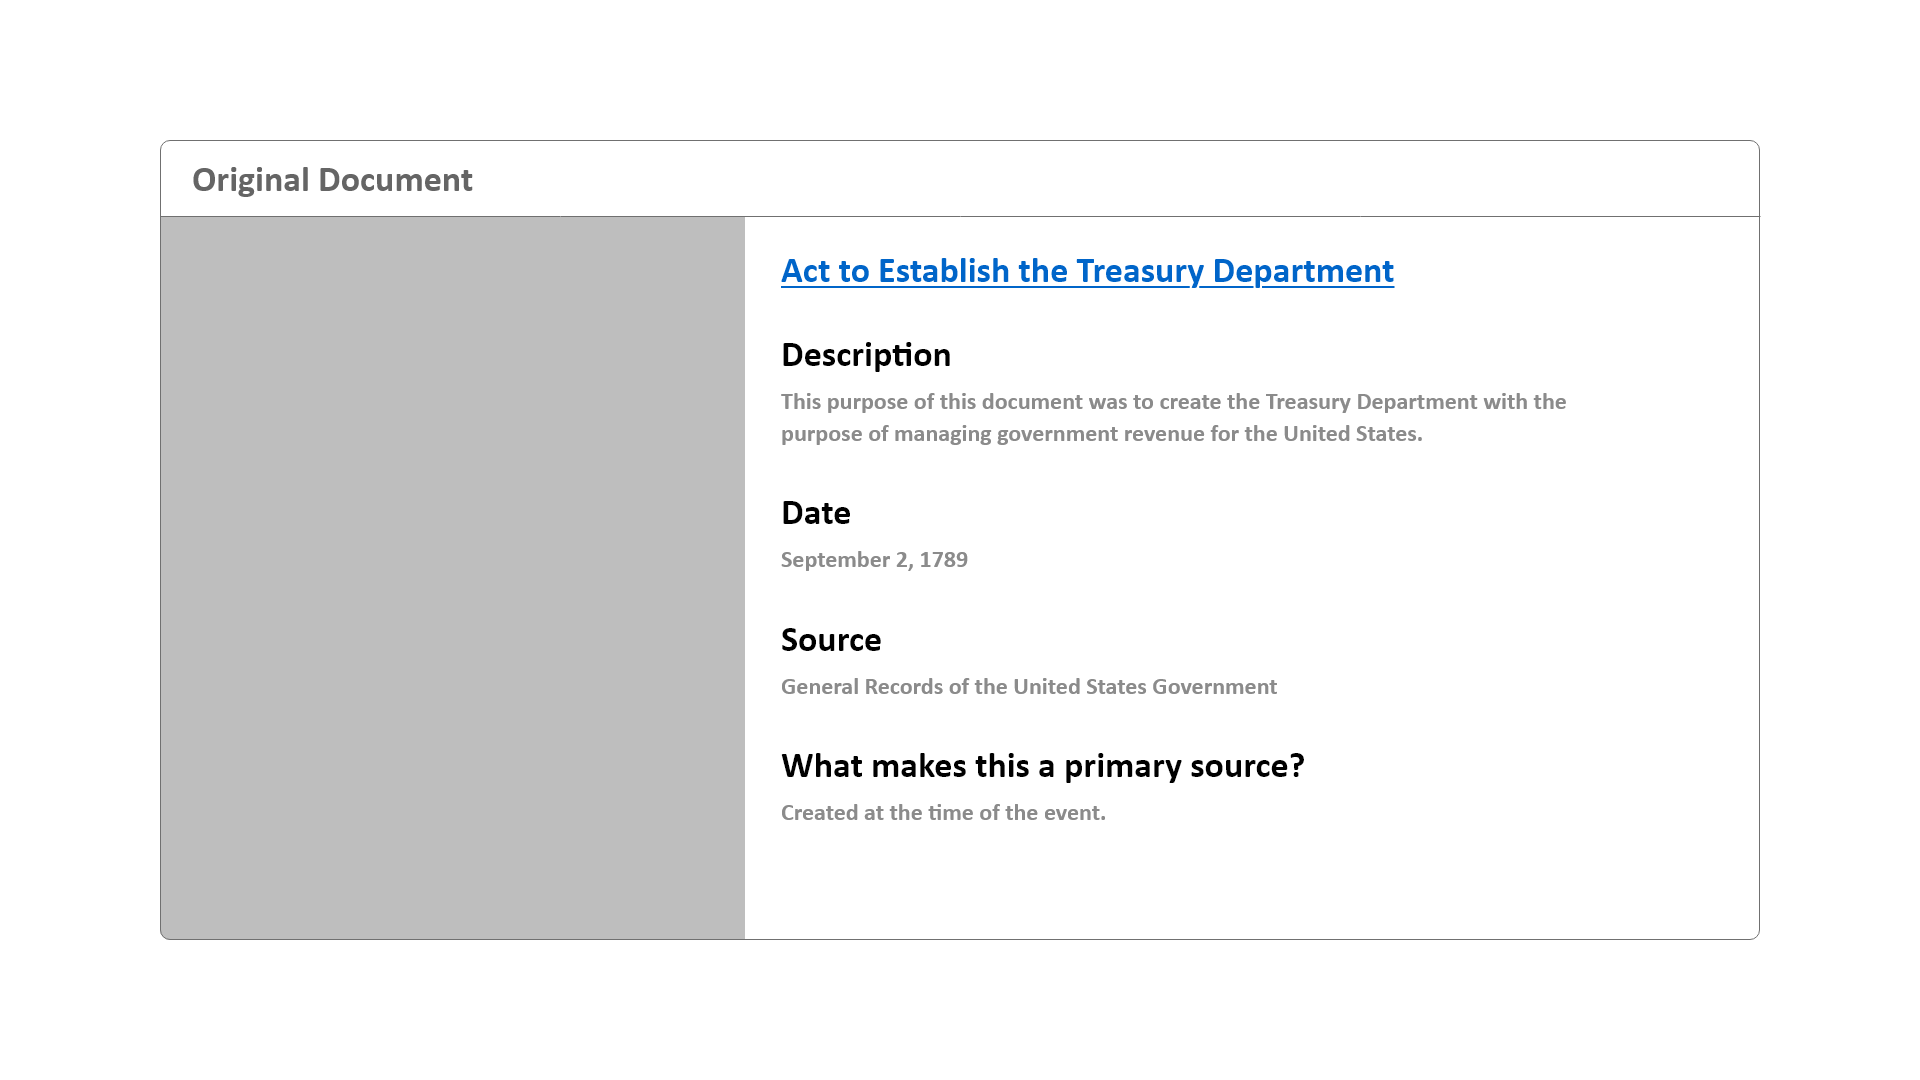 Original Document
Act to Establish the Treasury Department
Description
This purpose of this document was to create the Treasury Department with the
purpose of managing government revenue for the United States.
Date
September 2, 1789
Source
General Records of the United States Government
What makes this a primary source?
Created at the time of the event.